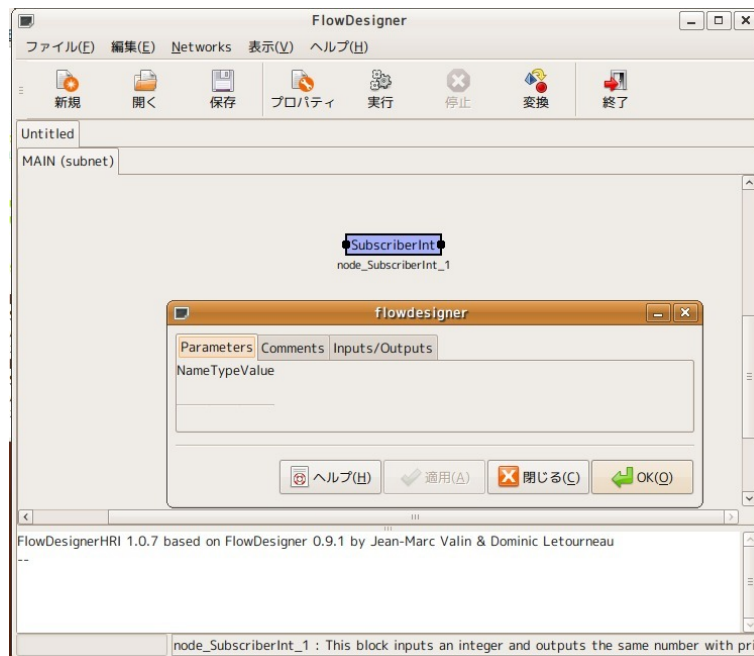 FlowDesigner
ファイル(F) 編集(E) Networks 表示(V) ヘルプ(H)
新規 開く 保存 プロパティ 実行 停止 変換 終了
Untitled
MAIN (subnet)
SubscriberInt
node_SubscriberInt_1
flowdesigner
Parameters Comments Inputs/Outputs
NameTypeValue
ヘルプ(H) 適用(A) 閉じる(C) OK(O)
FlowDesignerHRI 1.0.7 based on FlowDesigner 0.9.1 by Jean-Marc Valin & Dominic Letourneau
--
node_SubscriberInt_1 : This block inputs an integer and outputs the same number with pri